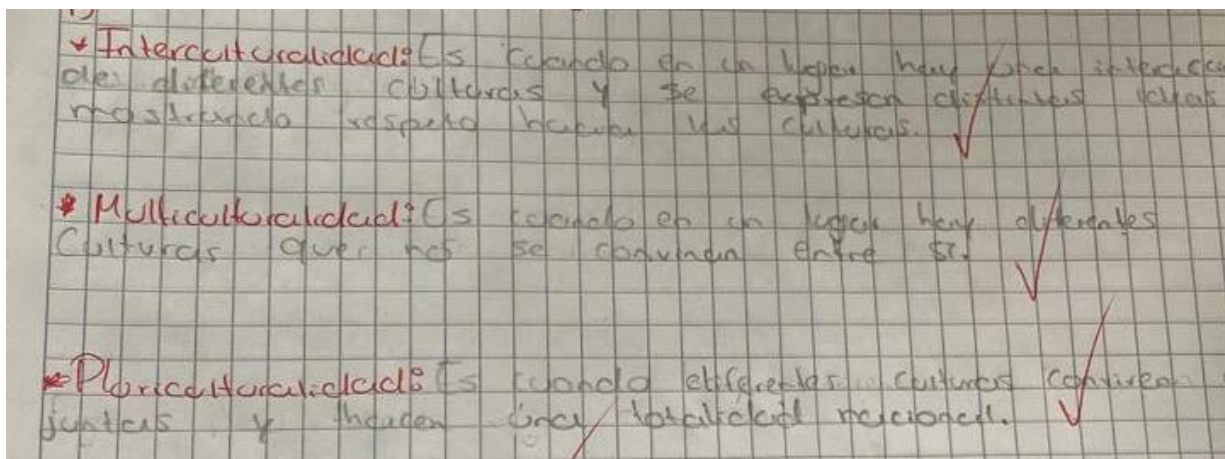 * Interculturalidad: Es cuando en un lugar hay una interacción
de diferentes culturas y se expresan distintas ideas
mostrando respeto hacia las culturas.
* Multiculturalidad: Es cuando en un lugar hay diferentes
Culturas que no se convinan entre si.
* Pluriculturalidad: Es cuando diferentes culturas conviven
juntas y hacen una totalidad nacional.